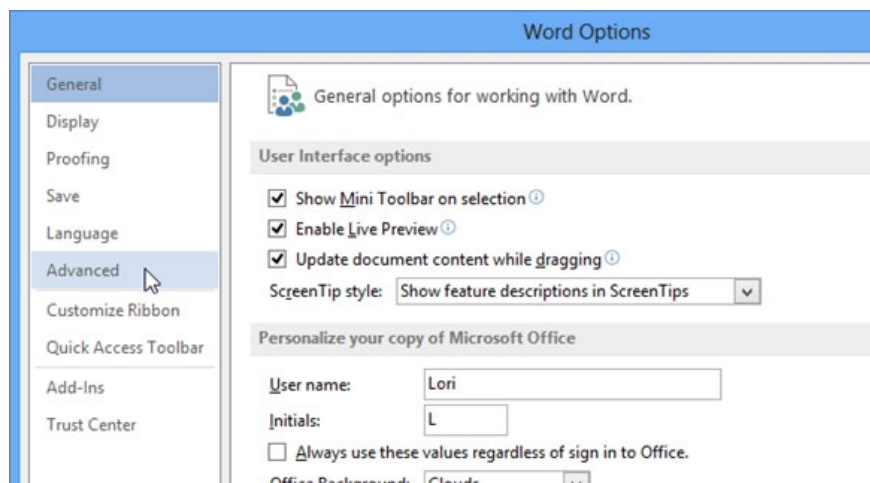 Word Options
General
Display
Proofing
Save
Language
Advanced
Customize Ribbon
Quick Access Toolbar
Add-Ins
Trust Center
General options for working with Word.
User Interface options
Show Mini Toolbar on selection
Enable Live Preview
Update document content while dragging
ScreenTip style: Show feature descriptions in ScreenTips
Personalize your copy of Microsoft Office
User name: Lori
Initials: L
Always use these values regardless of sign in to Office.
Office Background: Clouds